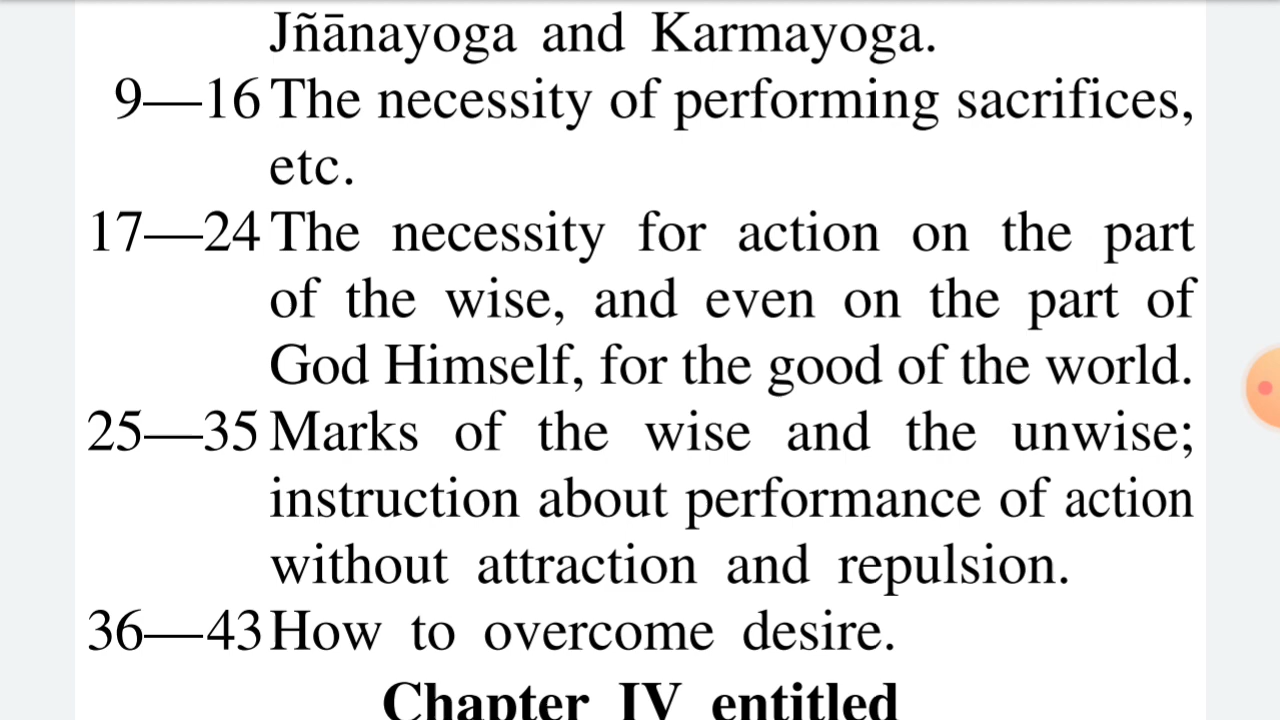 Jñānayoga and Karmayoga.
9—16 The necessity of performing sacrifices,
etc.
17—24 The necessity for action on the part
of the wise, and even on the part of
God Himself, for the good of the world.
25—35 Marks of the wise and the unwise;
instruction about performance of action
without attraction and repulsion.
36—43 How to overcome desire.
Chapter IV entitled